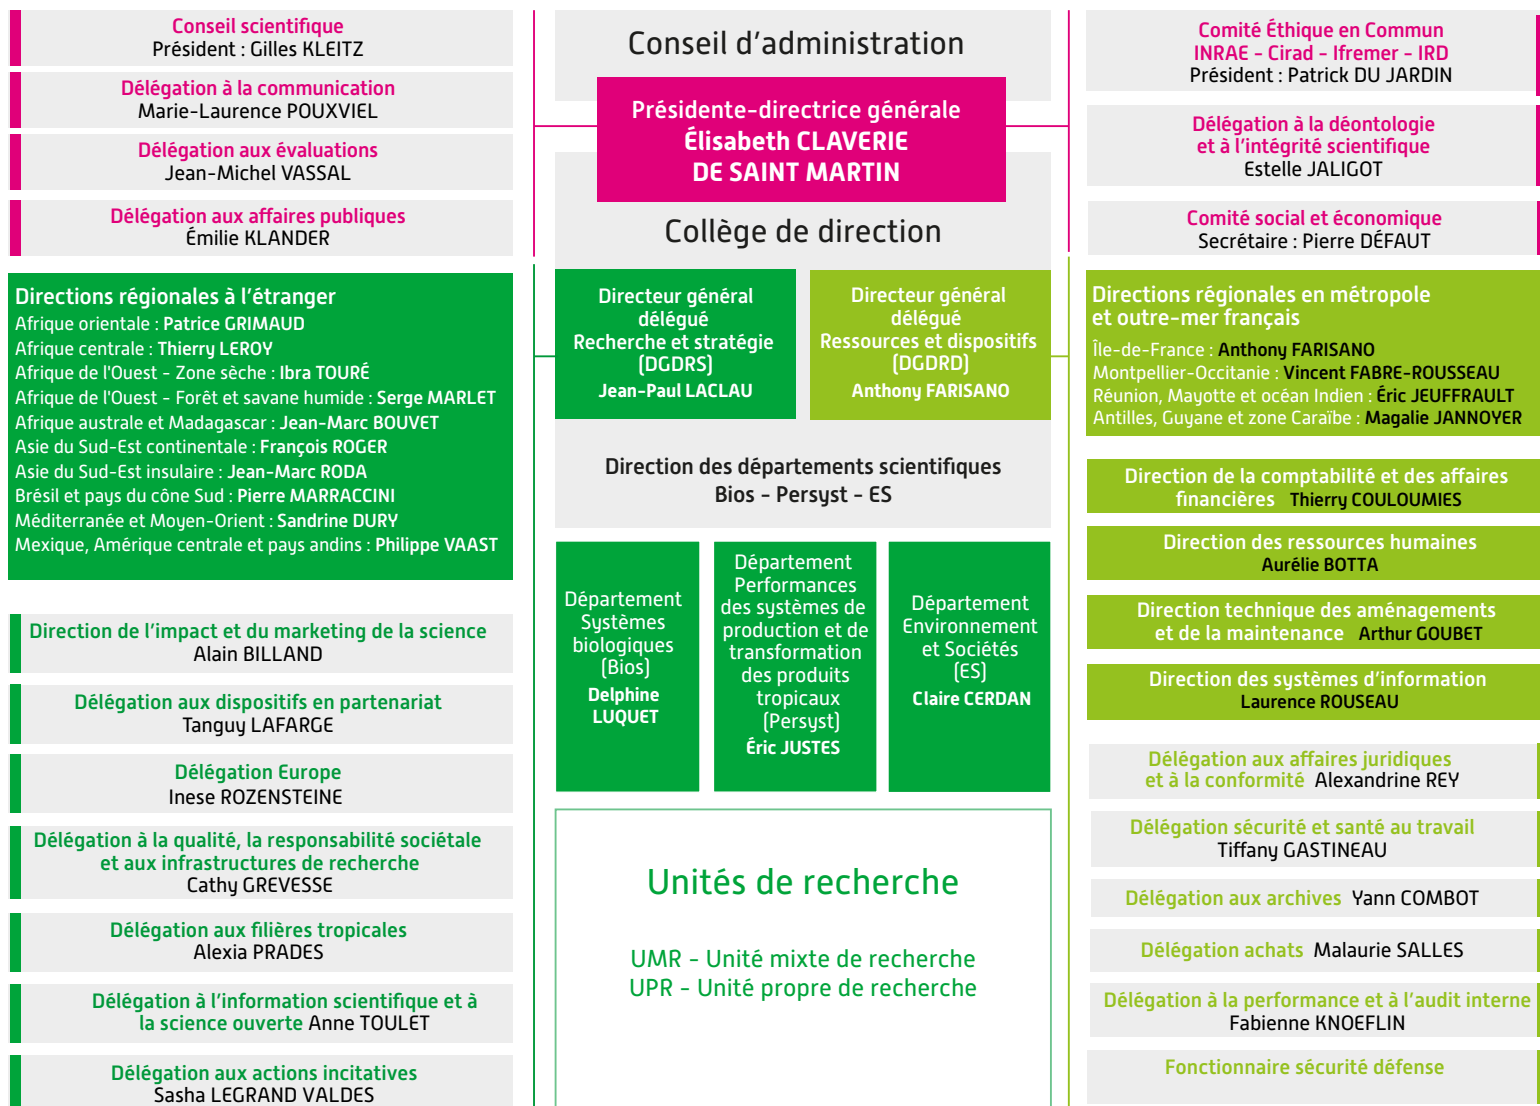 Conseil scientifique
Président : Gilles KLEITZ
Délégation à la communication
Marie-Laurence POUXVIEL
Délégation aux évaluations
Jean-Michel VASSAL
Délégation aux affaires publiques
Émilie KLANDER
Directions régionales à l'étranger
Afrique orientale : Patrice GRIMAUD
Afrique centrale : Thierry LEROY
Afrique de l'Ouest - Zone sèche : Ibra TOURÉ
Afrique de l'Ouest - Forêt et savane humide : Serge MARLET
Afrique australe et Madagascar : Jean-Marc BOUVET
Asie du Sud-Est continentale : François ROGER
Asie du Sud-Est insulaire : Jean-Marc RODA
Brésil et pays du cône Sud : Pierre MARRACCINI
Méditerranée et Moyen-Orient : Sandrine DURY
Mexique, Amérique centrale et pays andins : Philippe VAAST
Direction de l'impact et du marketing de la science
Alain BILLAND
Délégation aux dispositifs en partenariat
Tanguy LAFARGE
Délégation Europe
Inese ROZENSTEINE
Délégation à la qualité, la responsabilité sociétale
et aux infrastructures de recherche
Cathy GREVESSE
Délégation aux filières tropicales
Alexia PRADES
Délégation à l'information scientifique et à
la science ouverte Anne TOULET
Délégation aux actions incitatives
Sasha LEGRAND VALDES
Conseil d'administration
Présidente-directrice générale
Élisabeth CLAVERIE
DE SAINT MARTIN
Collège de direction
Directeur général
délégué
Recherche et stratégie
(DGDRS)
Jean-Paul LACLAU
Directeur général
délégué
Ressources et dispositifs
(DGDRD)
Anthony FARISANO
Direction des départements scientifiques
Bios - Persyst - ES
Département
Systèmes
biologiques
(Bios)
Delphine
LUQUET
Département
Performances
des systèmes de
production et de
transformation
des produits
tropicaux
(Persyst)
Éric JUSTES
Département
Environnement
et Sociétés
(ES)
Claire CERDAN
Unités de recherche
UMR - Unité mixte de recherche
UPR - Unité propre de recherche
Comité Éthique en Commun
INRAE - Cirad - Ifremer - IRD
Président : Patrick DU JARDIN
Délégation à la déontologie
et à l'intégrité scientifique
Estelle JALIGOT
Comité social et économique
Secrétaire : Pierre DÉFAUT
Directions régionales en métropole
et outre-mer français
Île-de-France : Anthony FARISANO
Montpellier-Occitanie : Vincent FABRE-ROUSSEAU
Réunion, Mayotte et océan Indien : Éric JEUFFRAULT
Antilles, Guyane et zone Caraïbe : Magalie JANNOYER
Direction de la comptabilité et des affaires
financières Thierry COULOUMIES
Direction des ressources humaines
Aurélie BOTTA
Direction technique des aménagements
et de la maintenance Arthur GOUBET
Direction des systèmes d'information
Laurence ROUSEAU
Délégation aux affaires juridiques
et à la conformité Alexandrine REY
Délégation sécurité et santé au travail
Tiffany GASTINEAU
Délégation aux archives Yann COMBOT
Délégation achats Malaurie SALLES
Délégation à la performance et à l'audit interne
Fabienne KNOEFLIN
Fonctionnaire sécurité défense